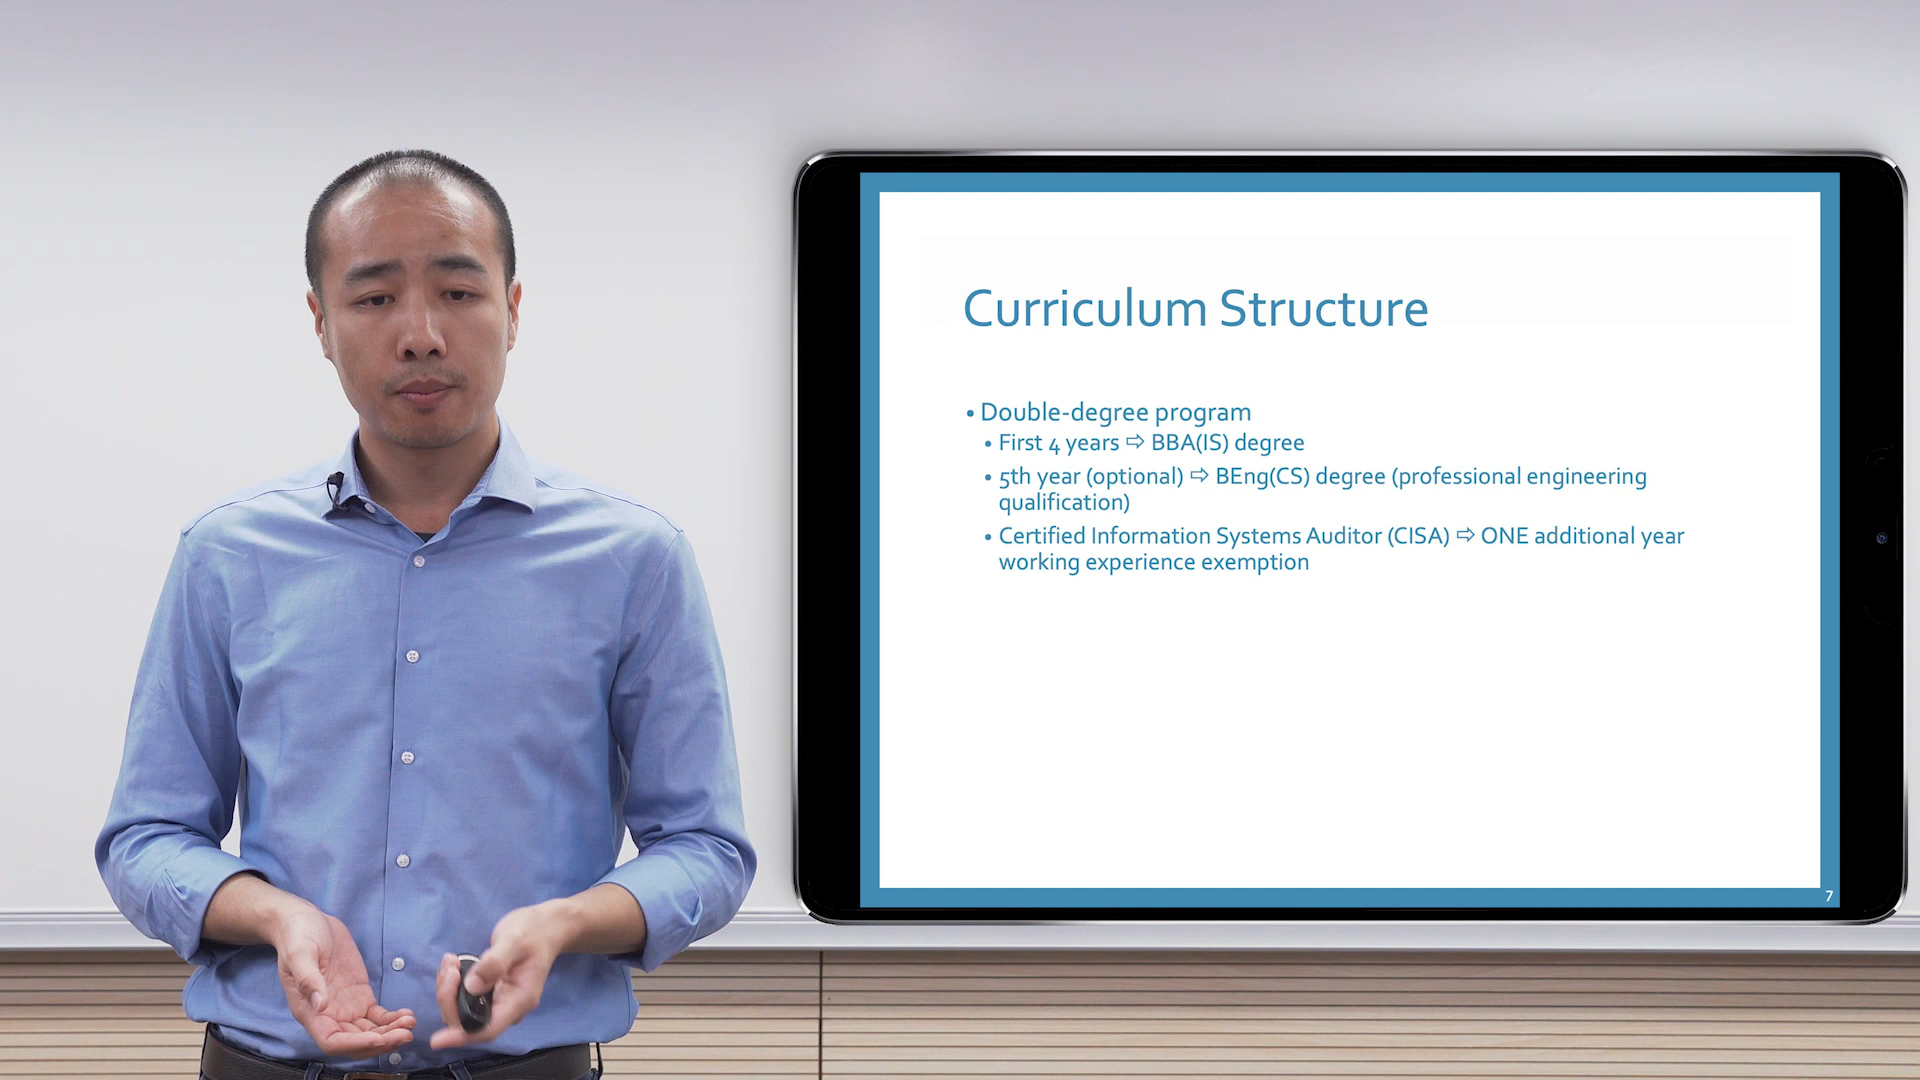 Curriculum Structure
• Double-degree program
• First 4 years ⇨ BBA(IS) degree
• 5th year (optional) ⇨ BEng(CS) degree (professional engineering
qualification)
• Certified Information Systems Auditor (CISA) ⇨ ONE additional year
working experience exemption
7